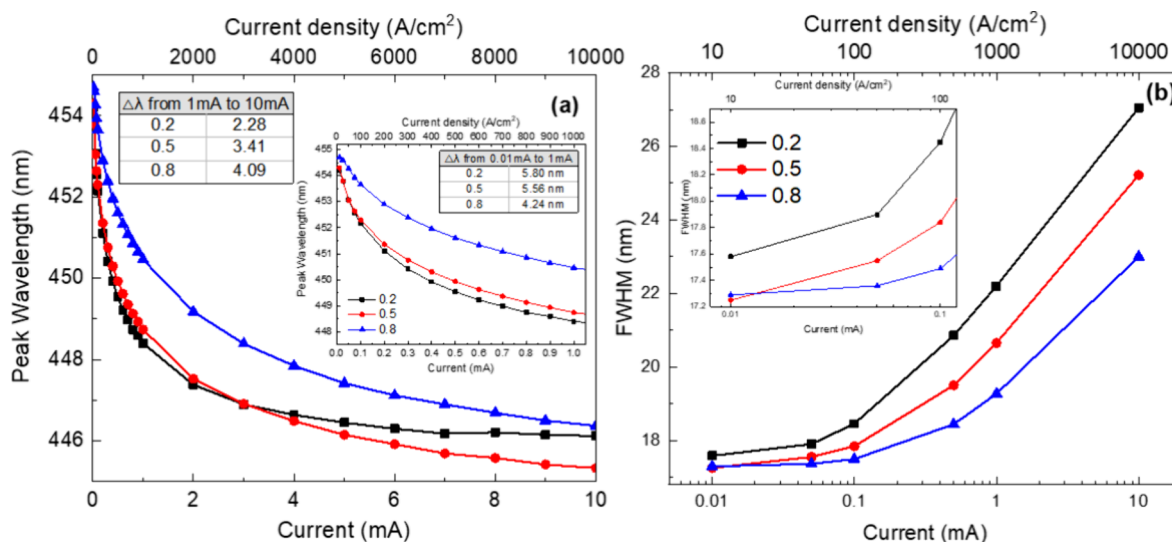 Current density (A/cm²)
0 2000 4000 6000 8000 10000
Peak Wavelength (nm)
454
452
450
448
446
(a)
△λ from 1mA to 10mA
0.2 2.28
0.5 3.41
0.8 4.09
Current density (A/cm²)
0 100 200 300 400 500 600 700 800 900 1000
Peak Wavelength (nm)
455
454
453
452
451
450
449
448
△λ from 0.01mA to 1mA
0.2 5.80 nm
0.5 5.56 nm
0.8 4.24 nm
0.2
0.5
0.8
0.0 0.1 0.2 0.3 0.4 0.5 0.6 0.7 0.8 0.9 1.0
Current (mA)
0 2 4 6 8 10
Current (mA)
Current density (A/cm²)
10 100 1000 10000
FWHM (nm)
28
26
24
22
20
18
(b)
Current density (A/cm²)
10 100
FWHM (nm)
18.6
18.4
18.3
18.2
18.0
17.9
17.7
17.6
17.4
17.3
17.2
0.2
0.5
0.8
0.01 0.1
Current (mA)
0.01 0.1 1 10
Current (mA)